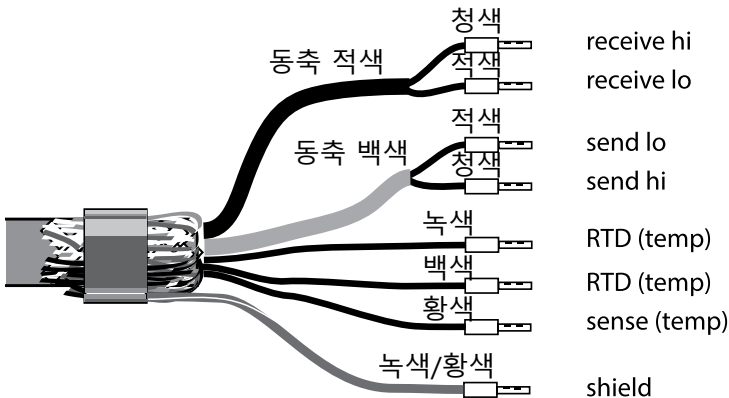 청색 receive hi
동축 적색
적색 receive lo
적색 send lo
동축 백색
청색 send hi
녹색 RTD (temp)
백색 RTD (temp)
황색 sense (temp)
녹색/황색 shield